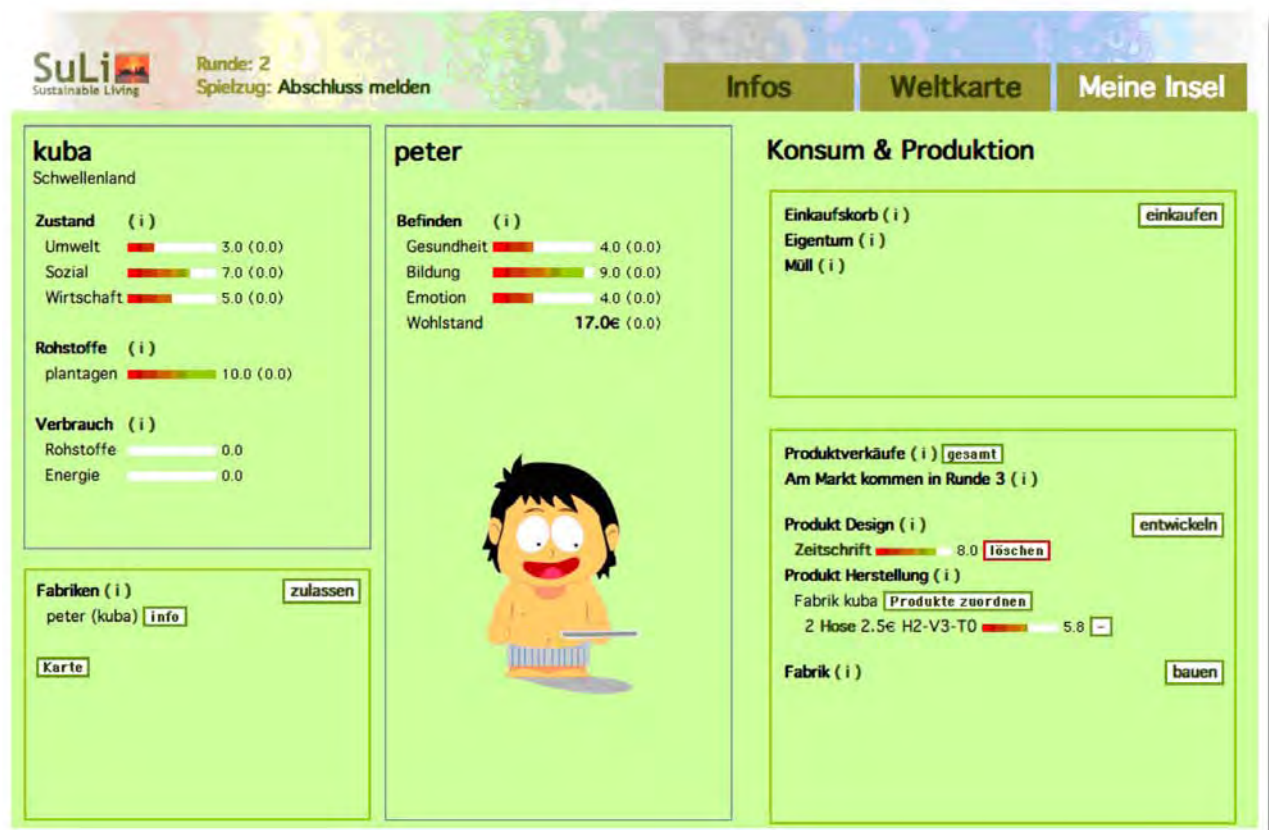 SuLi
Sustainable Living
Runde: 2
Spielzug: Abschluss melden
Infos
Weltkarte
Meine Insel
kuba
Schwellenland
Zustand ( i )
Umwelt 3.0 (0.0)
Sozial 7.0 (0.0)
Wirtschaft 5.0 (0.0)
Rohstoffe ( i )
plantagen 10.0 (0.0)
Verbrauch ( i )
Rohstoffe 0.0
Energie 0.0
Fabriken ( i ) zulassen
peter (kuba) info
Karte
peter
Befinden ( i )
Gesundheit 4.0 (0.0)
Bildung 9.0 (0.0)
Emotion 4.0 (0.0)
Wohlstand 17.0€ (0.0)
Konsum & Produktion
Einkaufskorb ( i ) einkaufen
Eigentum ( i )
Müll ( i )
Produktverkäufe ( i ) gesamt
Am Markt kommen in Runde 3 ( i )
Produkt Design ( i ) entwickeln
Zeitschrift 8.0 löschen
Produkt Herstellung ( i )
Fabrik kuba Produkte zuordnen
2 Hose 2.5€ H2-V3-T0 5.8 -
Fabrik ( i ) bauen